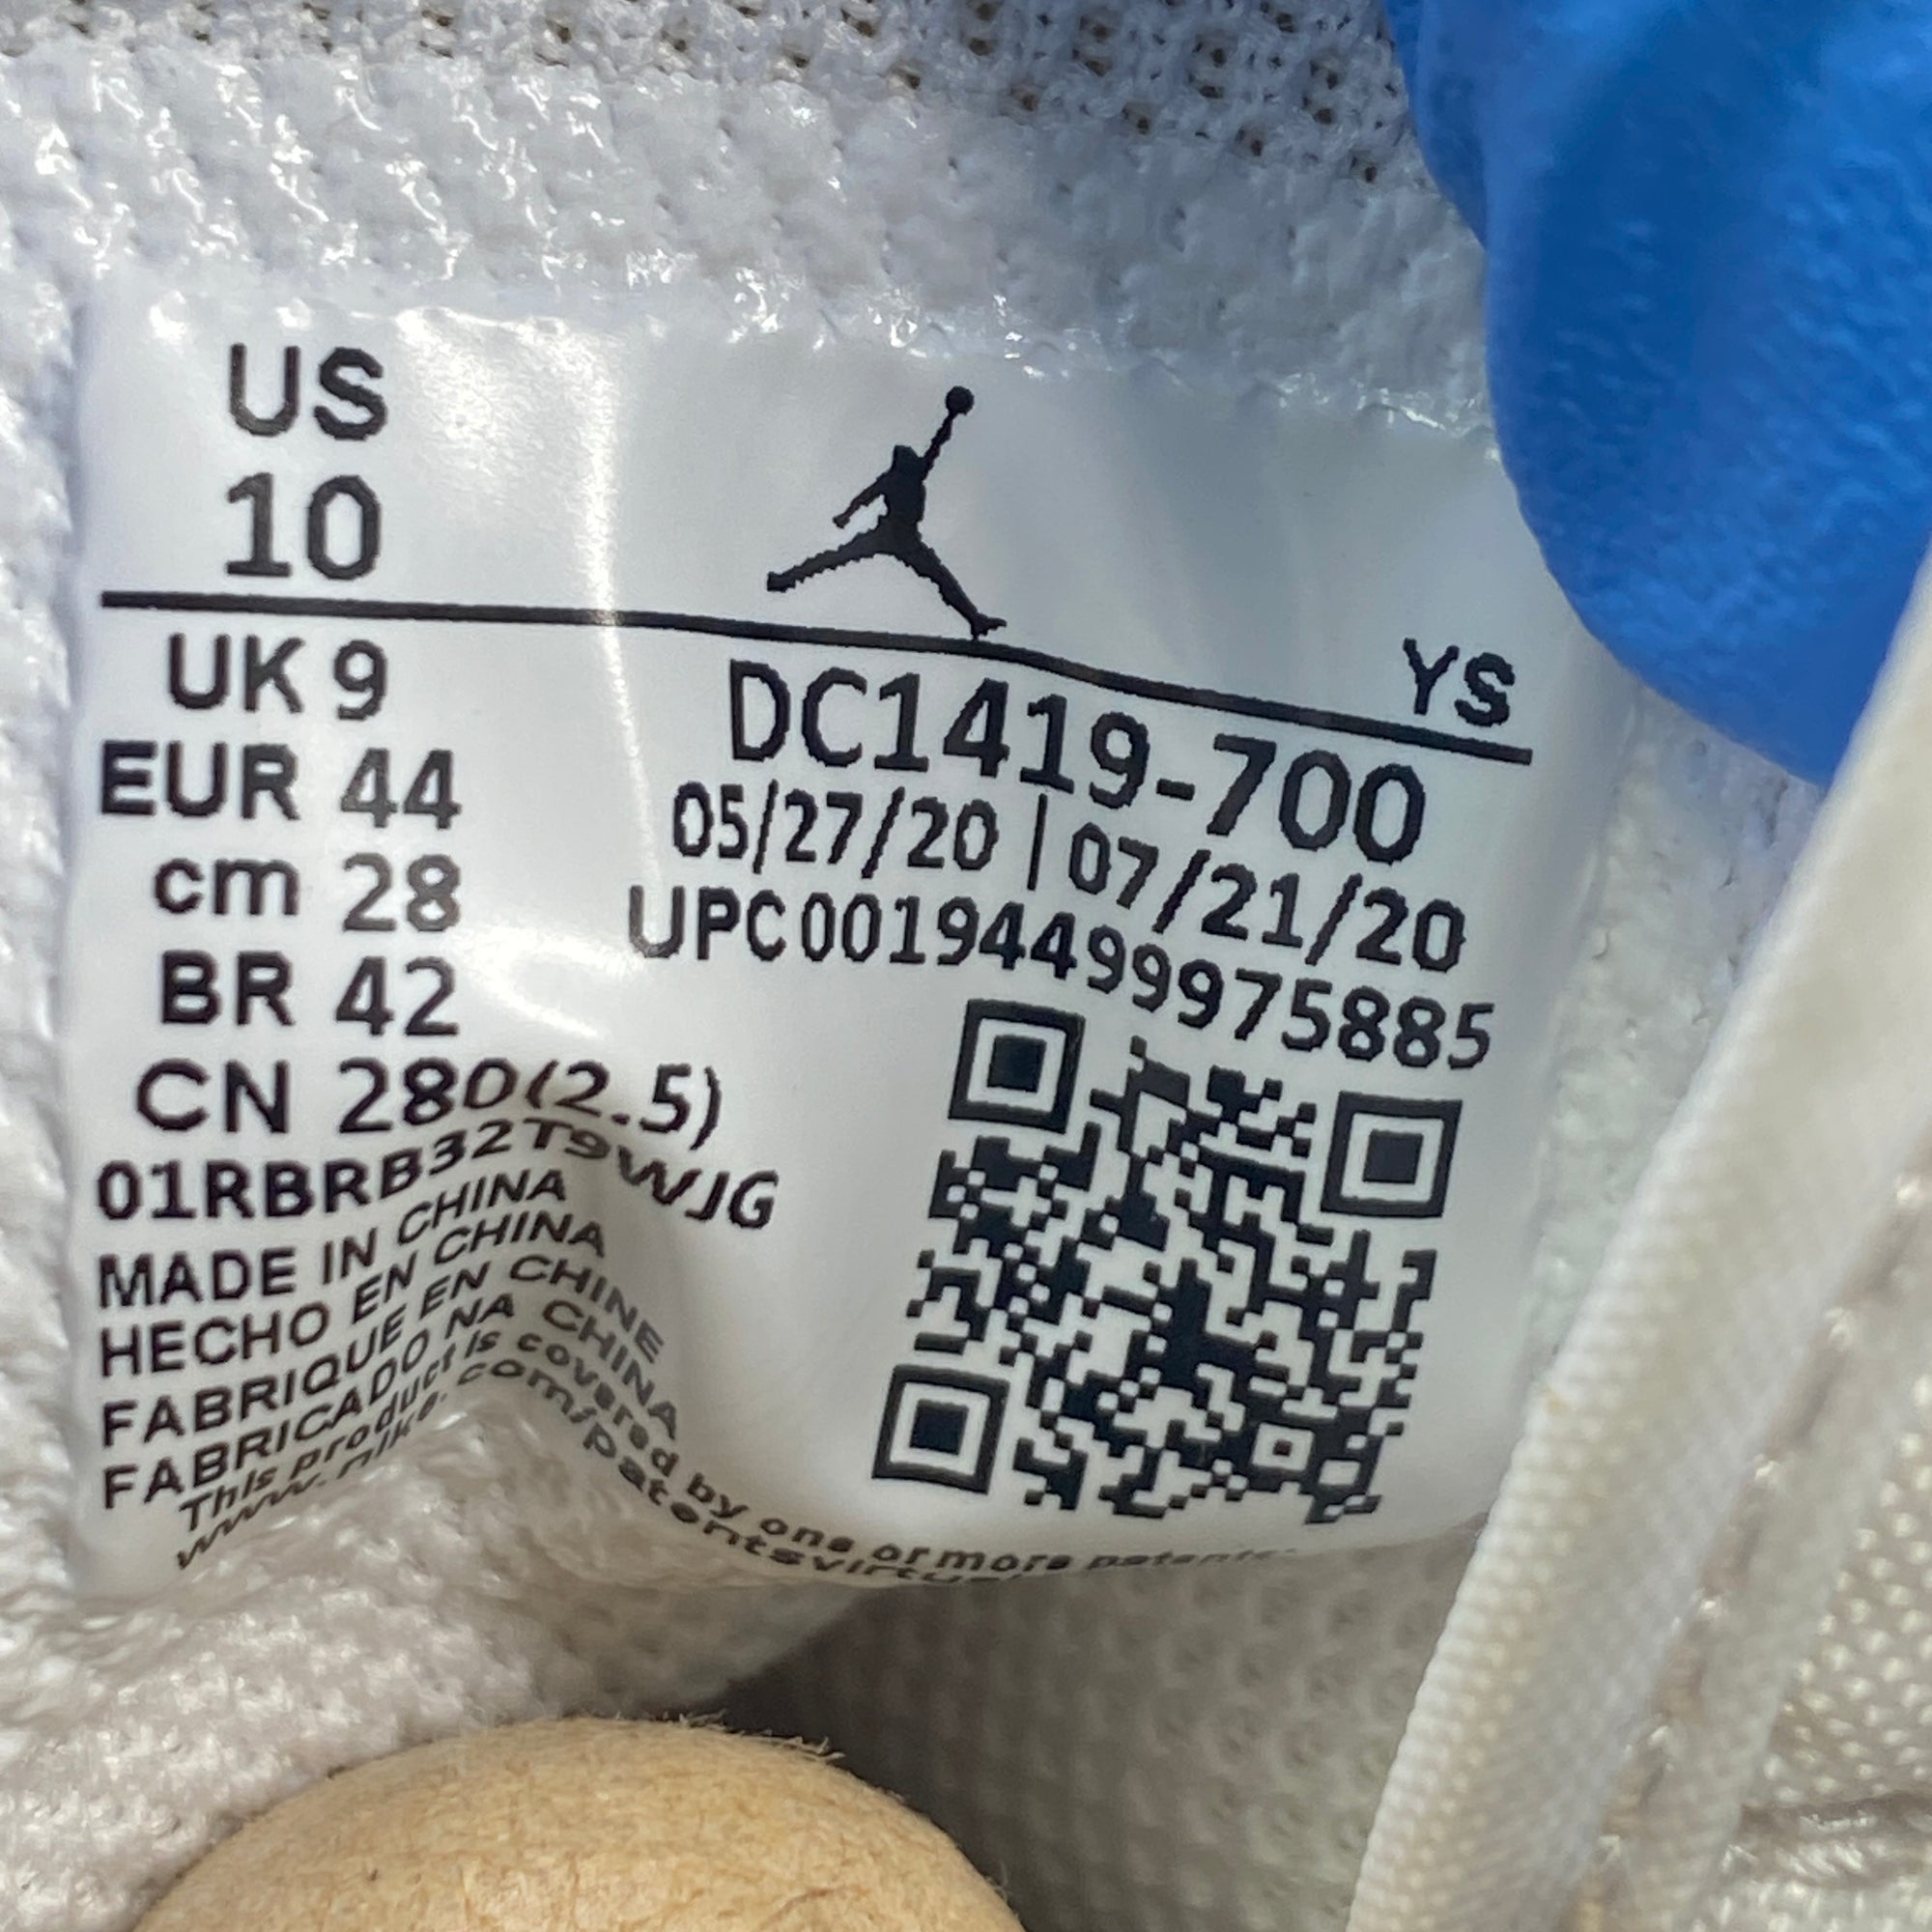 US
10
YS
UK 9
EUR 44
cm 28
BR 42
CN 280(2.5)
01RBRB32T9WJG
DC1419-700
05/27/20 | 07/21/20
UPC00194499975885
MADE IN CHINA
HECHO EN CHINA
FABRIQUE EN CHINE
FABRICADO NA CHINA
This product is covered by one or more patents.
www.nike.com/patentsvirtual